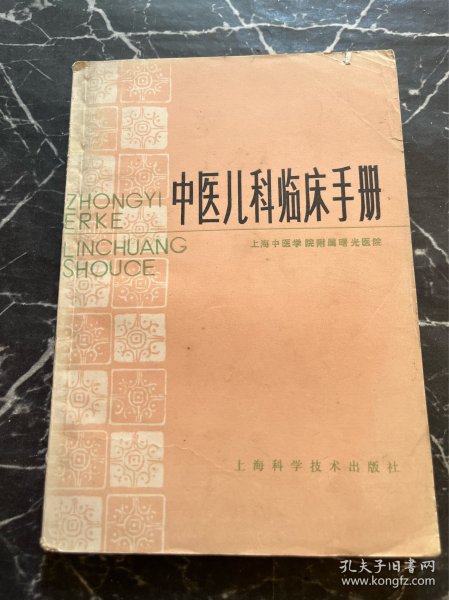 中医儿科临床手册
ZHONGYI
ERKE
LINCHUANG
SHOUCE
上海中医学院附属曙光医院
上海科学技术出版社
孔夫子旧书网
www.kongfz.com